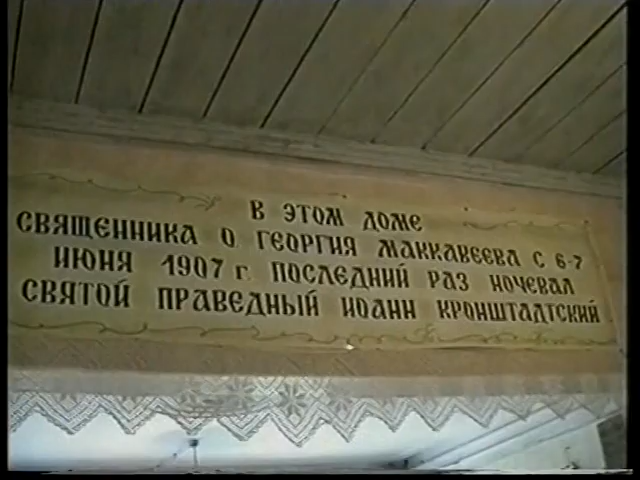 В ЭТОМ ДОМЕ
СВЯЩЕННИКА О ГЕОРГИЯ МАККАВЕЕВА С 6-7
ИЮНЯ 1907 Г. ПОСЛЕДНИЙ РАЗ НОЧЕВАЛ
СВЯТОЙ ПРАВЕДНЫЙ ИОАНН КРОНШТАДТСКИЙ